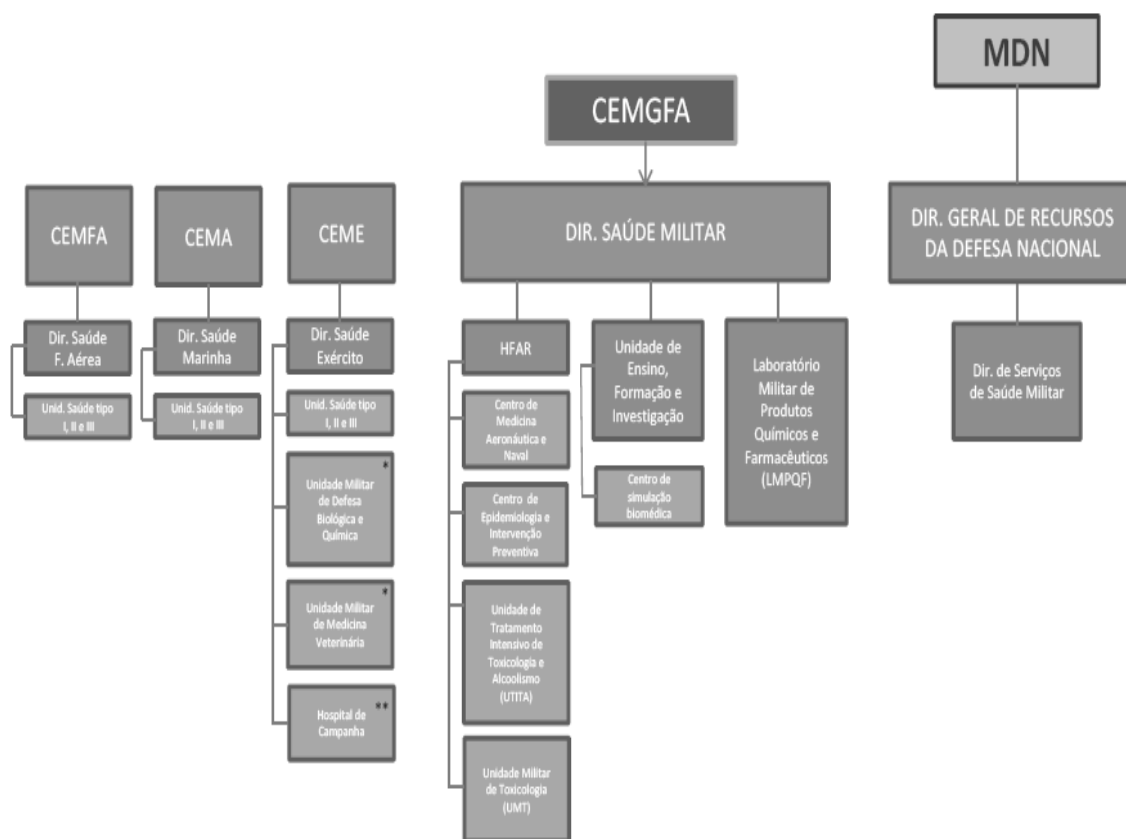 MDN
CEMGFA
CEMFA
CEMA
CEME
DIR. SAÚDE MILITAR
DIR. GERAL DE RECURSOS
DA DEFESA NACIONAL
Dir. Saúde
F. Aérea
Unid. Saúde tipo
I, II e III
Dir. Saúde
Marinha
Unid. Saúde tipo
I, II e III
Dir. Saúde
Exército
Unid. Saúde tipo
I, II e III
*
Unidade Militar
de Defesa
Biológica e
Química
*
Unidade Militar
de Medicina
Veterinária
**
Hospital de
Campanha
HFAR
Centro de
Medicina
Aeronáutica e
Naval
Centro de
Epidemiologia e
Intervenção
Preventiva
Unidade de
Tratamento
Intensivo de
Toxicologia e
Alcoolismo
(UTITA)
Unidade Militar
de Toxicologia
(UMT)
Unidade de
Ensino,
Formação e
Investigação
Centro de
simulação
biomédica
Laboratório
Militar de
Produtos
Químicos e
Farmacêuticos
(LMPQF)
Dir. de Serviços
de Saúde Militar